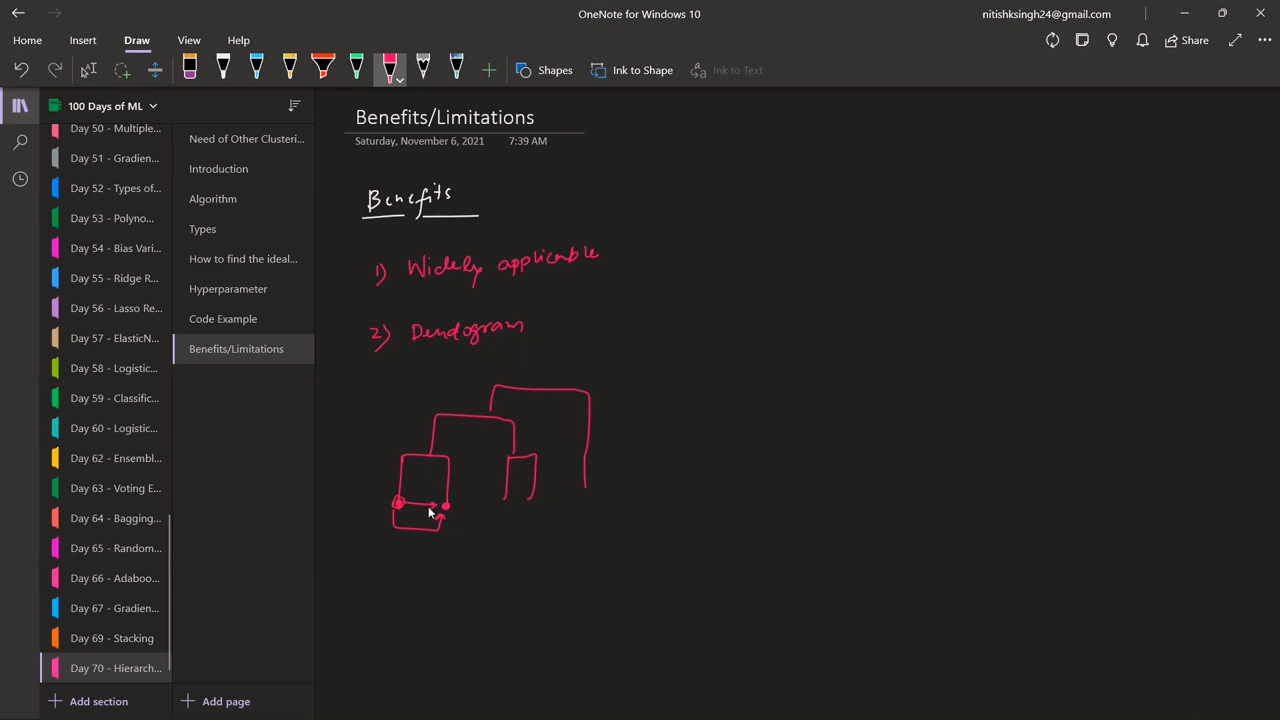 OneNote for Windows 10
nitishksingh24@gmail.com
Home Insert Draw View Help
Share
Shapes
Ink to Shape
Ink to Text
100 Days of ML
Day 50 - Multiple...
Day 51 - Gradien...
Day 52 - Types of...
Day 53 - Polyno...
Day 54 - Bias Vari...
Day 55 - Ridge R...
Day 56 - Lasso Re...
Day 57 - ElasticN...
Day 58 - Logistic...
Day 59 - Classific...
Day 60 - Logistic...
Day 62 - Ensembl...
Day 63 - Voting E...
Day 64 - Bagging...
Day 65 - Random...
Day 66 - Adaboo...
Day 67 - Gradien...
Day 69 - Stacking
Day 70 - Hierarch...
Add section
Need of Other Clusteri...
Introduction
Algorithm
Types
How to find the ideal...
Hyperparameter
Code Example
Benefits/Limitations
Add page
Benefits/Limitations
Saturday, November 6, 2021 7:39 AM
Benefits
1) Widely applicable
2) Dendogram